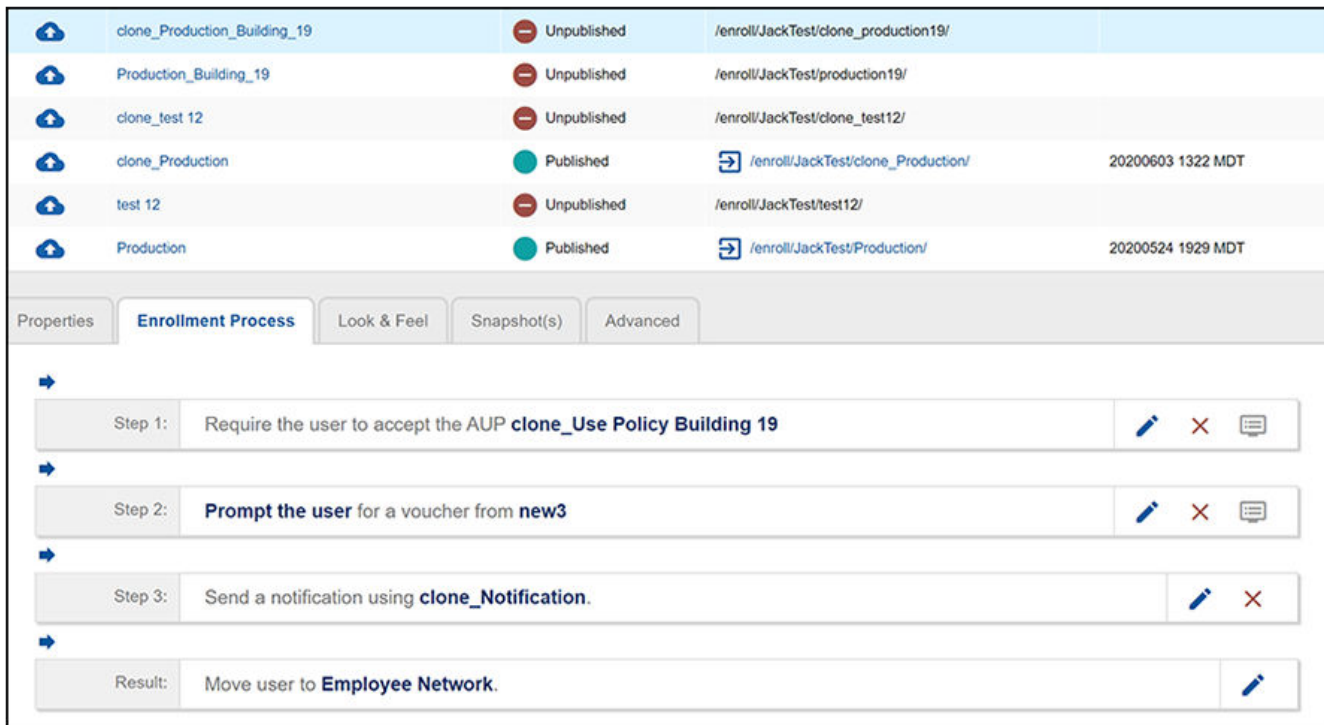 clone_Production_Building_19 Unpublished /enroll/JackTest/clone_production19/
Production_Building_19 Unpublished /enroll/JackTest/production19/
clone_test 12 Unpublished /enroll/JackTest/clone_test12/
clone_Production Published /enroll/JackTest/clone_Production/ 20200603 1322 MDT
test 12 Unpublished /enroll/JackTest/test12/
Production Published /enroll/JackTest/Production/ 20200524 1929 MDT
Properties Enrollment Process Look & Feel Snapshot(s) Advanced
Step 1: Require the user to accept the AUP clone_Use Policy Building 19
Step 2: Prompt the user for a voucher from new3
Step 3: Send a notification using clone_Notification.
Result: Move user to Employee Network.